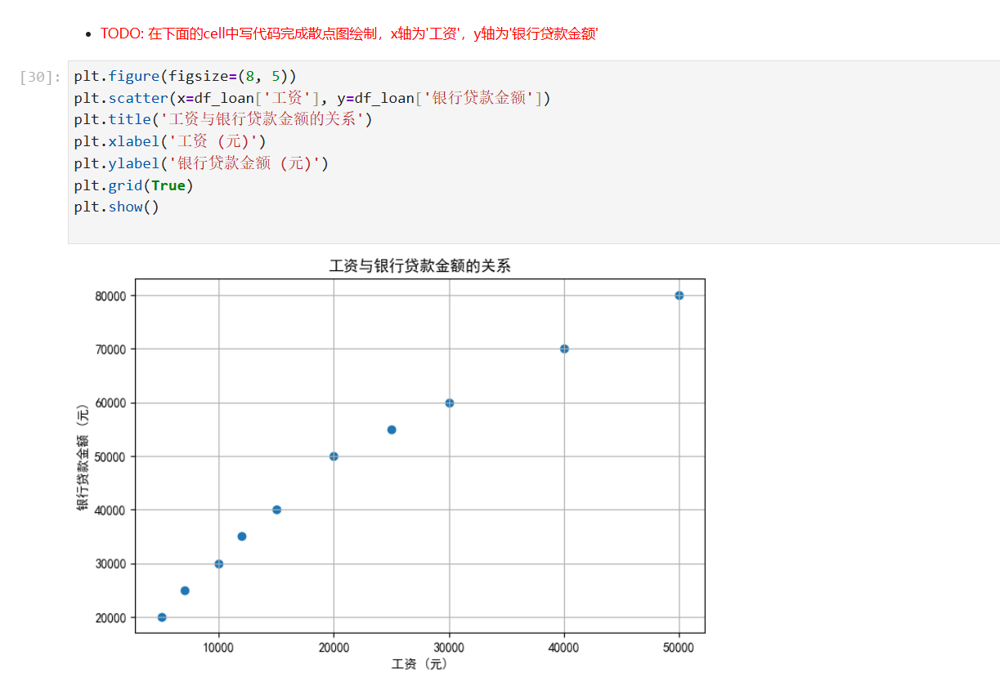 • TODO: 在下面的cell中写代码完成散点图绘制，x轴为'工资'，y轴为'银行贷款金额'
[30]:
plt.figure(figsize=(8, 5))
plt.scatter(x=df_loan['工资'], y=df_loan['银行贷款金额'])
plt.title('工资与银行贷款金额的关系')
plt.xlabel('工资 (元)')
plt.ylabel('银行贷款金额 (元)')
plt.grid(True)
plt.show()
工资与银行贷款金额的关系
80000
70000
60000
50000
40000
30000
20000
银行贷款金额 (元)
10000 20000 30000 40000 50000
工资 (元)